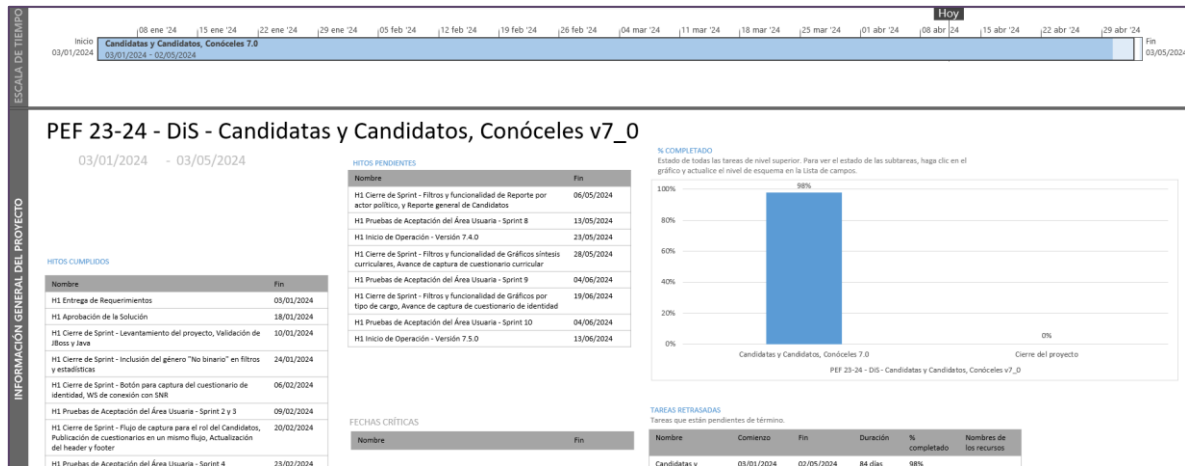 ESCALA DE TIEMPO
Hoy
08 ene '24
15 ene '24
22 ene '24
29 ene '24
05 feb '24
12 feb '24
19 feb '24
26 feb '24
04 mar '24
11 mar '24
18 mar '24
25 mar '24
01 abr '24
08 abr '24
15 abr '24
22 abr '24
29 abr '24
Inicio
03/01/2024
Candidatas y Candidatos, Conóceles 7.0
03/01/2024 - 02/05/2024
Fin
03/05/2024
INFORMACIÓN GENERAL DEL PROYECTO
PEF 23-24 - DiS - Candidatas y Candidatos, Conóceles v7_0
03/01/2024 - 03/05/2024
HITOS CUMPLIDOS
Nombre Fin
H1 Entrega de Requerimientos 03/01/2024
H1 Aprobación de la Solución 18/01/2024
H1 Cierre de Sprint - Levantamiento del proyecto, Validación de 10/01/2024
JBoss y Java
H1 Cierre de Sprint - Inclusión del género "No binario" en filtros 24/01/2024
y estadísticas
H1 Cierre de Sprint - Botón para captura del cuestionario de 06/02/2024
identidad, WS de conexión con SNR
H1 Pruebas de Aceptación del Área Usuaria - Sprint 2 y 3 09/02/2024
H1 Cierre de Sprint - Flujo de captura para el rol del Candidatos, 20/02/2024
Publicación de cuestionarios en un mismo flujo, Actualización
del header y footer
H1 Pruebas de Aceptación del Área Usuaria - Sprint 4 23/02/2024
HITOS PENDIENTES
Nombre Fin
H1 Cierre de Sprint - Filtros y funcionalidad de Reporte por 06/05/2024
actor político, y Reporte general de Candidatos
H1 Pruebas de Aceptación del Área Usuaria - Sprint 8 13/05/2024
H1 Inicio de Operación - Versión 7.4.0 23/05/2024
H1 Cierre de Sprint - Filtros y funcionalidad de Gráficos síntesis 28/05/2024
curriculares, Avance de captura de cuestionario curricular
H1 Pruebas de Aceptación del Área Usuaria - Sprint 9 04/06/2024
H1 Cierre de Sprint - Filtros y funcionalidad de Gráficos por 19/06/2024
tipo de cargo, Avance de captura de cuestionario de identidad
H1 Pruebas de Aceptación del Área Usuaria - Sprint 10 04/06/2024
H1 Inicio de Operación - Versión 7.5.0 13/06/2024
FECHAS CRÍTICAS
Nombre Fin
% COMPLETADO
Estado de todas las tareas de nivel superior. Para ver el estado de las subtareas, haga clic en el
gráfico y actualice el nivel de esquema en la Lista de campos.
100%
80%
60%
40%
20%
0%
98%
0%
Candidatas y Candidatos, Conóceles 7.0
Cierre del proyecto
PEF 23-24 - DiS - Candidatas y Candidatos, Conóceles v7_0
TAREAS RETRASADAS
Tareas que están pendientes de término.
Nombre Comienzo Fin Duración % completado Nombres de los recursos
Candidatas y 03/01/2024 02/05/2024 84 días 98%